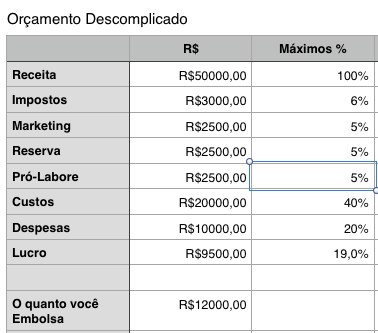 Orçamento Descomplicado
R$ Máximos %
Receita R$50000,00 100%
Impostos R$3000,00 6%
Marketing R$2500,00 5%
Reserva R$2500,00 5%
Pró-Labore R$2500,00 5%
Custos R$20000,00 40%
Despesas R$10000,00 20%
Lucro R$9500,00 19,0%
O quanto você R$12000,00
Embolsa